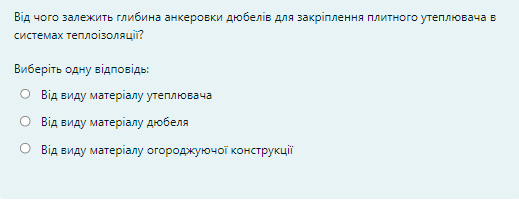 Від чого залежить глибина анкеровки дюбелів для закріплення плитного утеплювача в
системах теплоізоляції?
Виберіть одну відповідь:
Від виду матеріалу утеплювача
Від виду матеріалу дюбеля
Від виду матеріалу огороджуючої конструкції